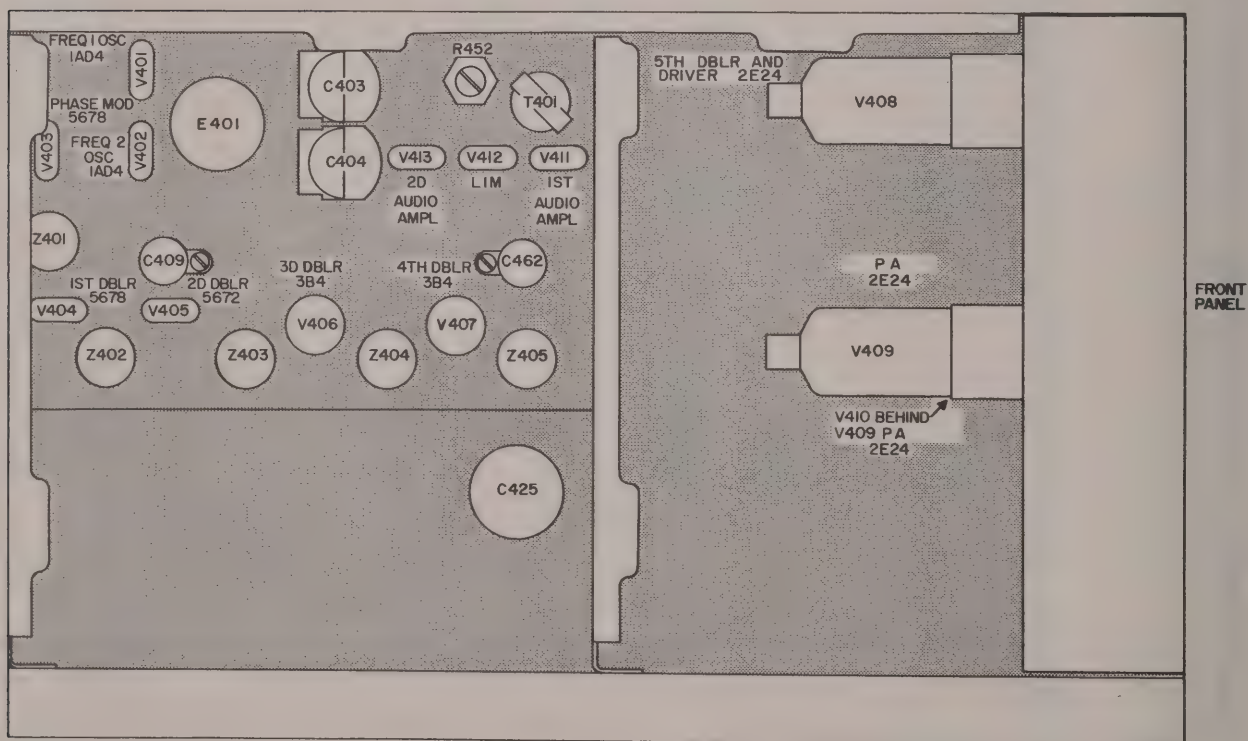 FREQ 1 OSC
1AD4
V401
PHASE MOD
5678
V403
FREQ 2
OSC
1AD4
V402
E401
C403
C404
R452
T401
V413
2D
AUDIO
AMPL
V412
LIM
V411
1ST
AUDIO
AMPL
Z401
C409
C462
1ST DBLR
5678
V404
2D DBLR
5672
V405
3D DBLR
3B4
V406
4TH DBLR
3B4
V407
Z402
Z403
Z404
Z405
C425
5TH DBLR AND
DRIVER 2E24
V408
PA
2E24
V409
V410 BEHIND
V409 PA
2E24
FRONT
PANEL